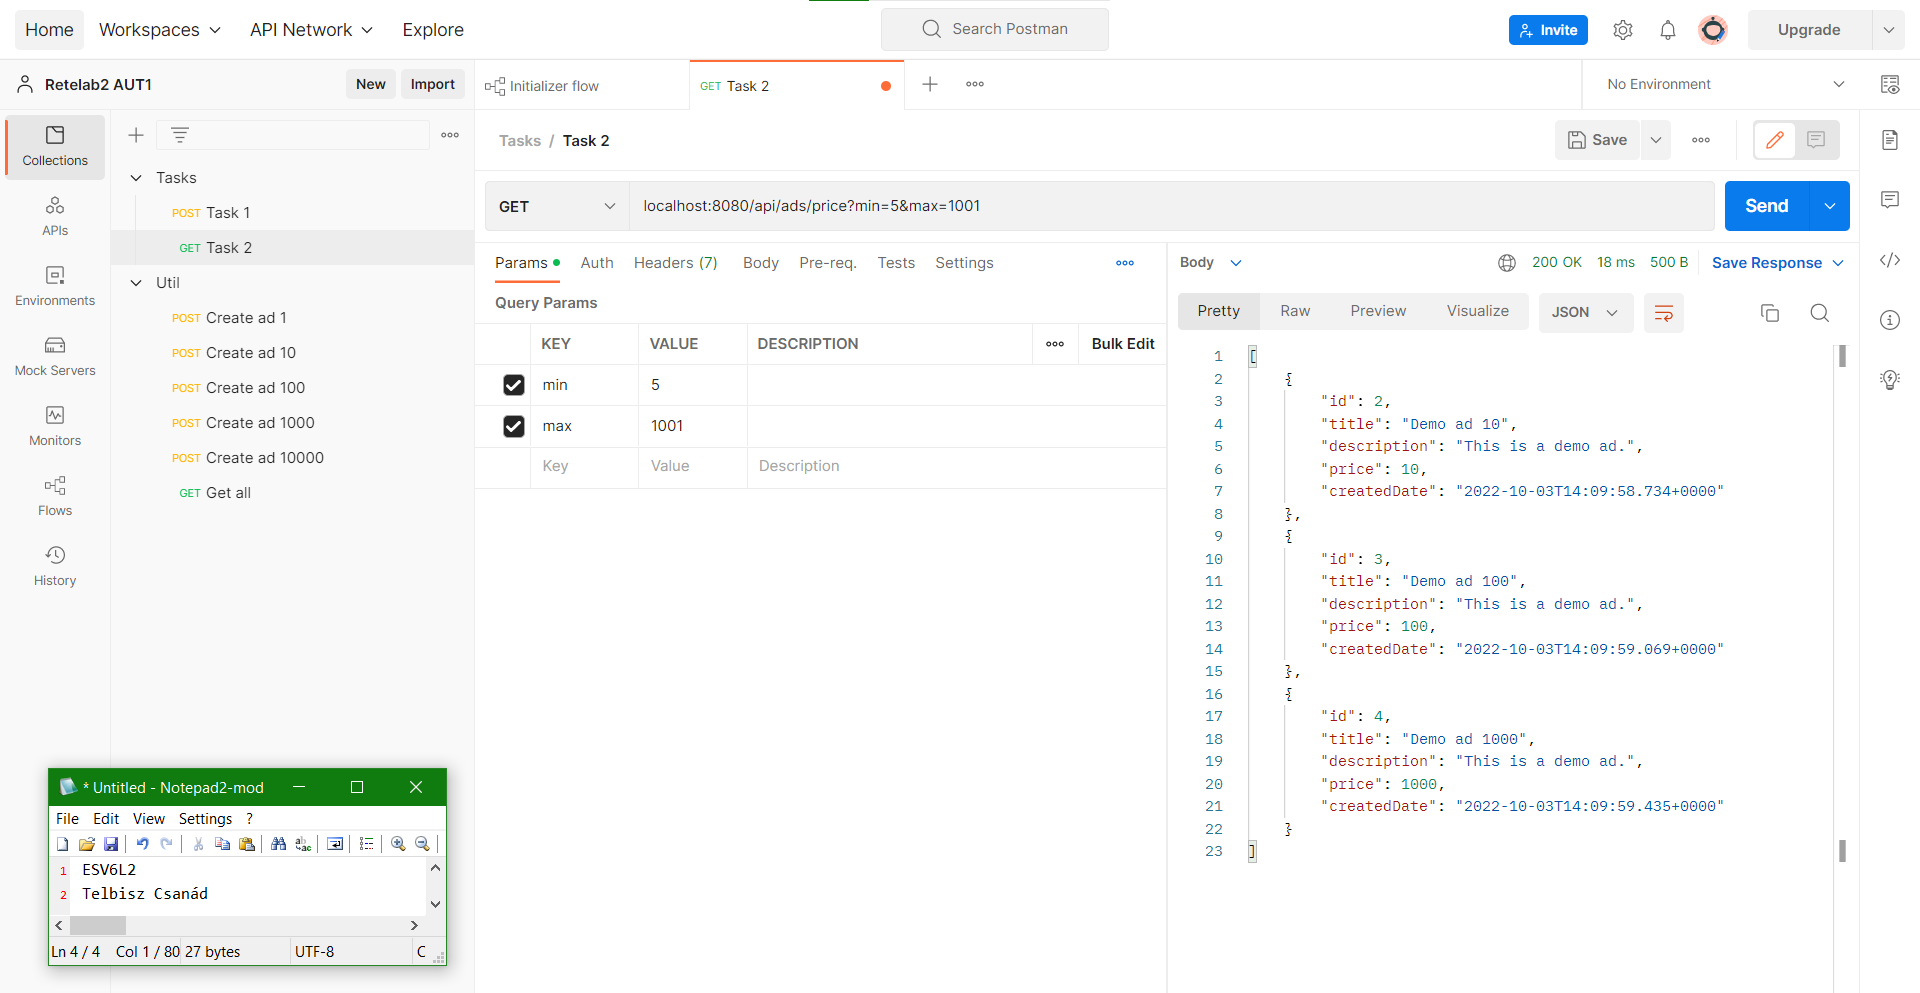 Home Workspaces API Network Explore Search Postman Invite Upgrade
Retelab2 AUT1 New Import
Initializer flow GET Task 2 No Environment
Collections
APIs
Environments
Mock Servers
Monitors
Flows
History
Tasks
POST Task 1
GET Task 2
Util
POST Create ad 1
POST Create ad 10
POST Create ad 100
POST Create ad 1000
POST Create ad 10000
GET Get all
Tasks / Task 2 Save
GET localhost:8080/api/ads/price?min=5&max=1001 Send
Params Auth Headers (7) Body Pre-req. Tests Settings
Query Params
KEY VALUE DESCRIPTION Bulk Edit
min 5
max 1001
Key Value Description
Body 200 OK 18 ms 500 B Save Response
Pretty Raw Preview Visualize JSON
1 [
2 {
3 "id": 2,
4 "title": "Demo ad 10",
5 "description": "This is a demo ad.",
6 "price": 10,
7 "createdDate": "2022-10-03T14:09:58.734+0000"
8 },
9 {
10 "id": 3,
11 "title": "Demo ad 100",
12 "description": "This is a demo ad.",
13 "price": 100,
14 "createdDate": "2022-10-03T14:09:59.069+0000"
15 },
16 {
17 "id": 4,
18 "title": "Demo ad 1000",
19 "description": "This is a demo ad.",
20 "price": 1000,
21 "createdDate": "2022-10-03T14:09:59.435+0000"
22 }
23 ]
* Untitled - Notepad2-mod
File Edit View Settings ?
1 ESV6L2
2 Telbisz Csanád
Ln 4 / 4 Col 1 / 80 27 bytes UTF-8 C